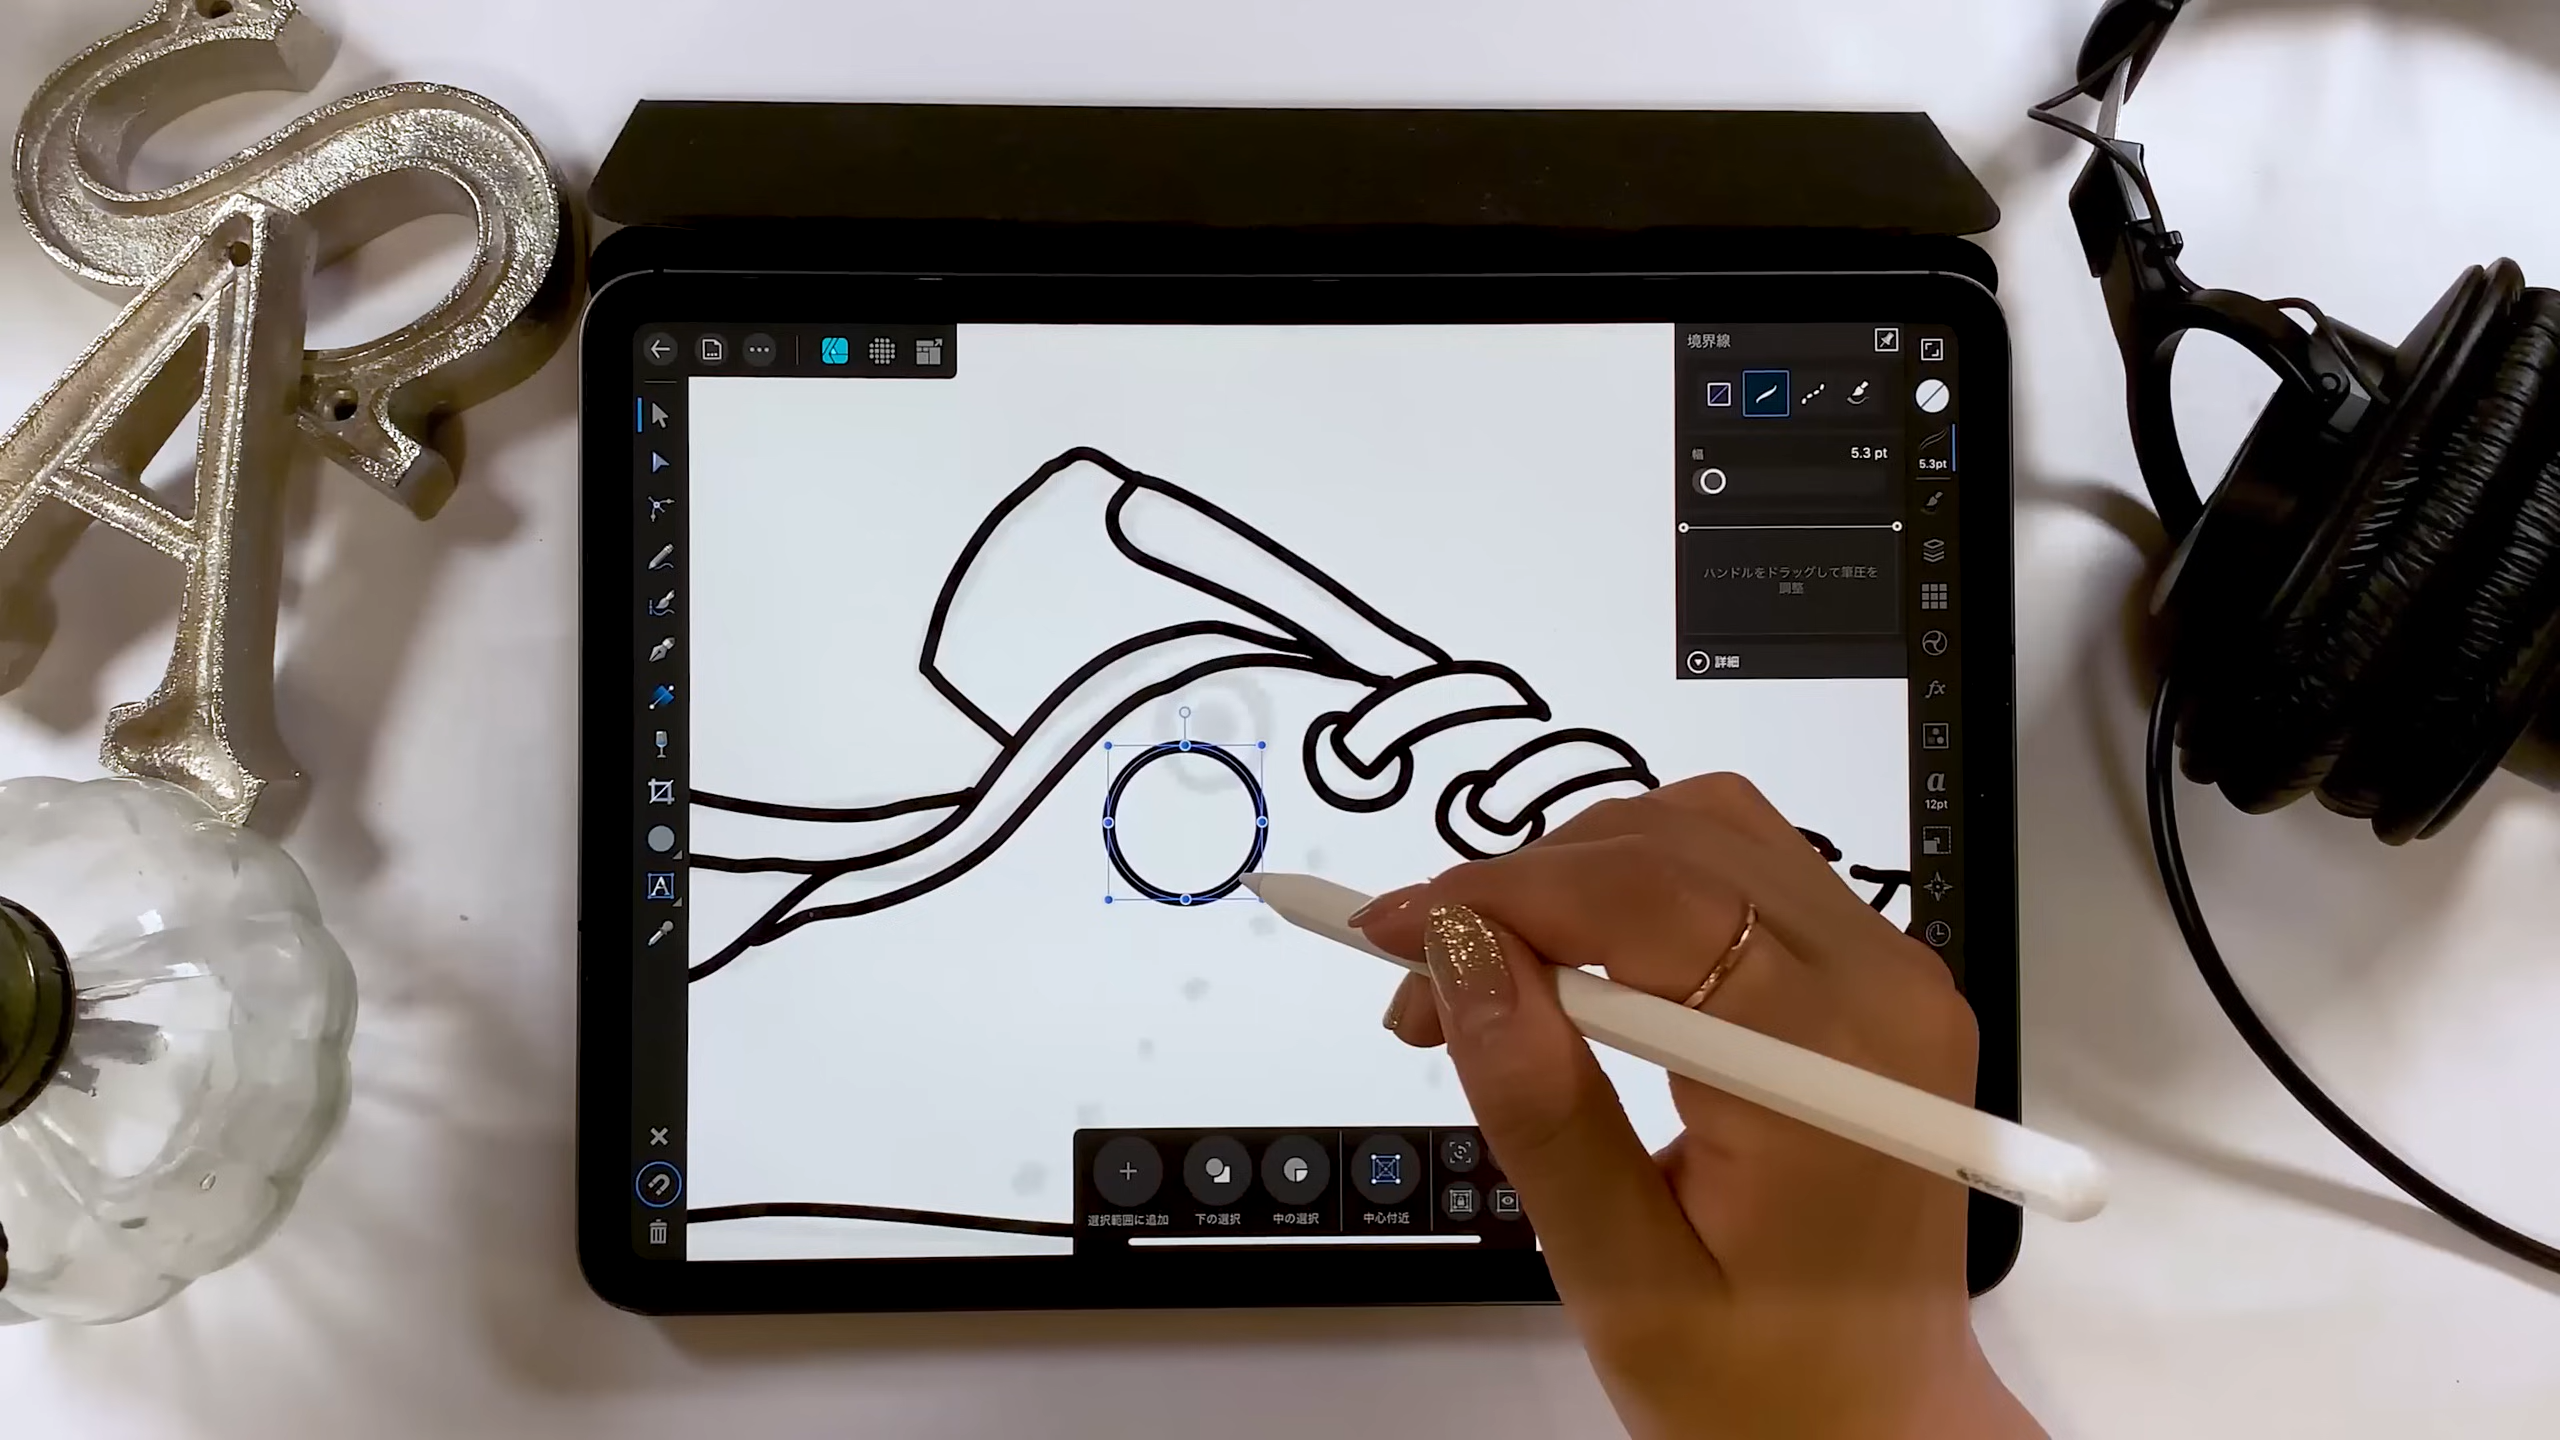 境界線
幅
5.3 pt
5.3pt
ハンドルをドラッグして筆圧を
調整
詳細
fx
a
12pt
A
選択範囲に追加
下の選択
中の選択
中心付近
S
A